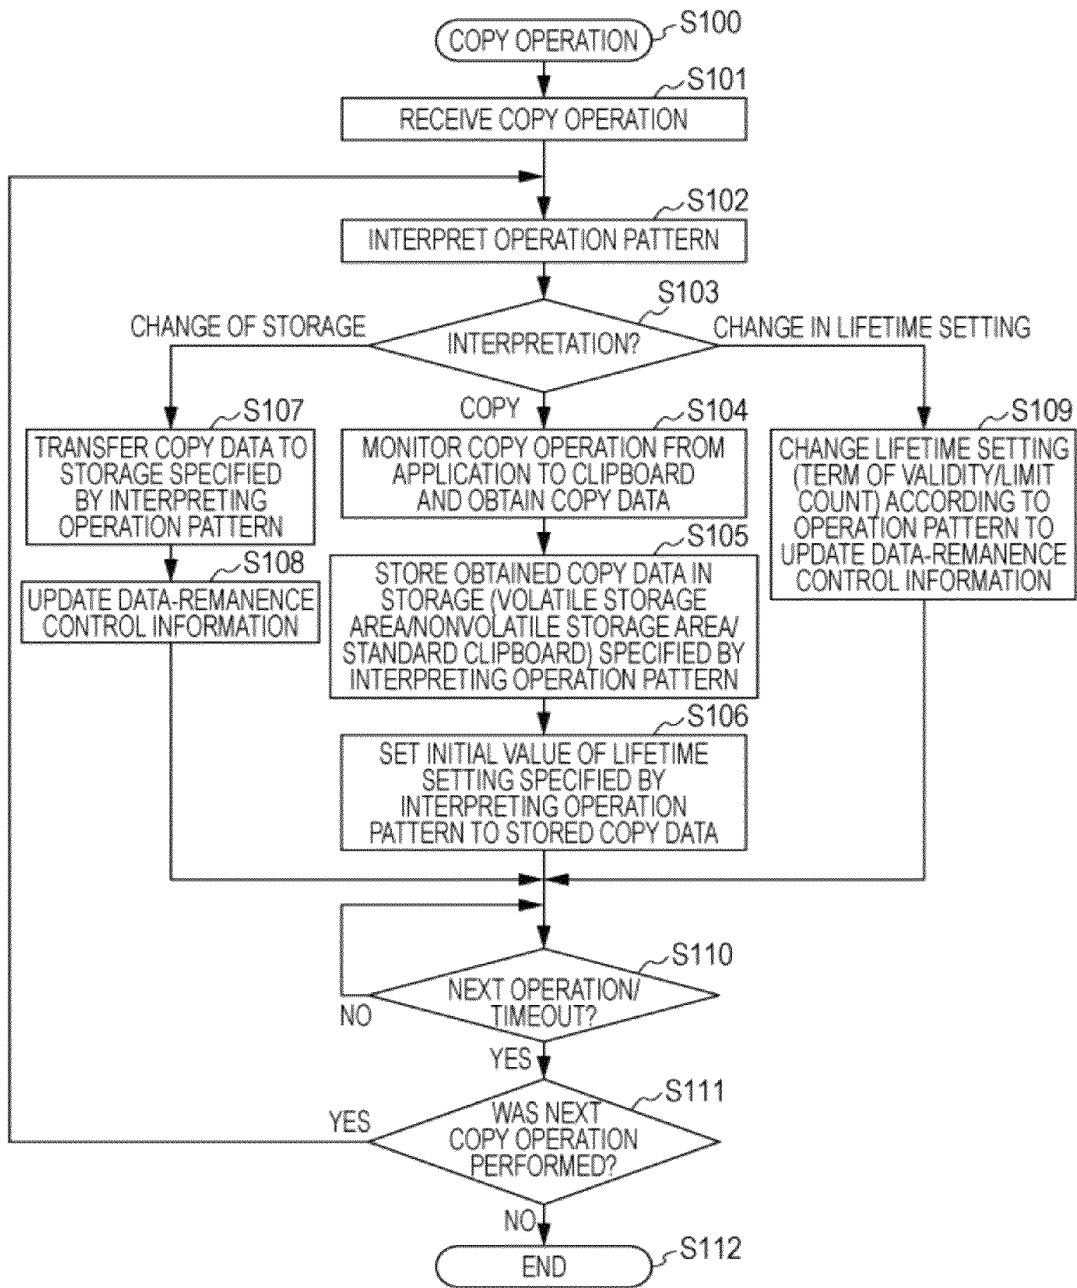 COPY OPERATION
S100
S101
RECEIVE COPY OPERATION
S102
INTERPRET OPERATION PATTERN
S103
INTERPRETATION?
CHANGE OF STORAGE
CHANGE IN LIFETIME SETTING
COPY
S107
TRANSFER COPY DATA TO
STORAGE SPECIFIED
BY INTERPRETING
OPERATION PATTERN
S108
UPDATE DATA-REMANENCE
CONTROL INFORMATION
S104
MONITOR COPY OPERATION FROM
APPLICATION TO CLIPBOARD
AND OBTAIN COPY DATA
S105
STORE OBTAINED COPY DATA IN
STORAGE (VOLATILE STORAGE
AREA/NONVOLATILE STORAGE AREA/
STANDARD CLIPBOARD) SPECIFIED BY
INTERPRETING OPERATION PATTERN
S106
SET INITIAL VALUE OF LIFETIME
SETTING SPECIFIED BY
INTERPRETING OPERATION
PATTERN TO STORED COPY DATA
S109
CHANGE LIFETIME SETTING
(TERM OF VALIDITY/LIMIT
COUNT) ACCORDING TO
OPERATION PATTERN TO
UPDATE DATA-REMANENCE
CONTROL INFORMATION
S110
NEXT OPERATION/
TIMEOUT?
NO
YES
S111
WAS NEXT
COPY OPERATION
PERFORMED?
YES
NO
END
S112